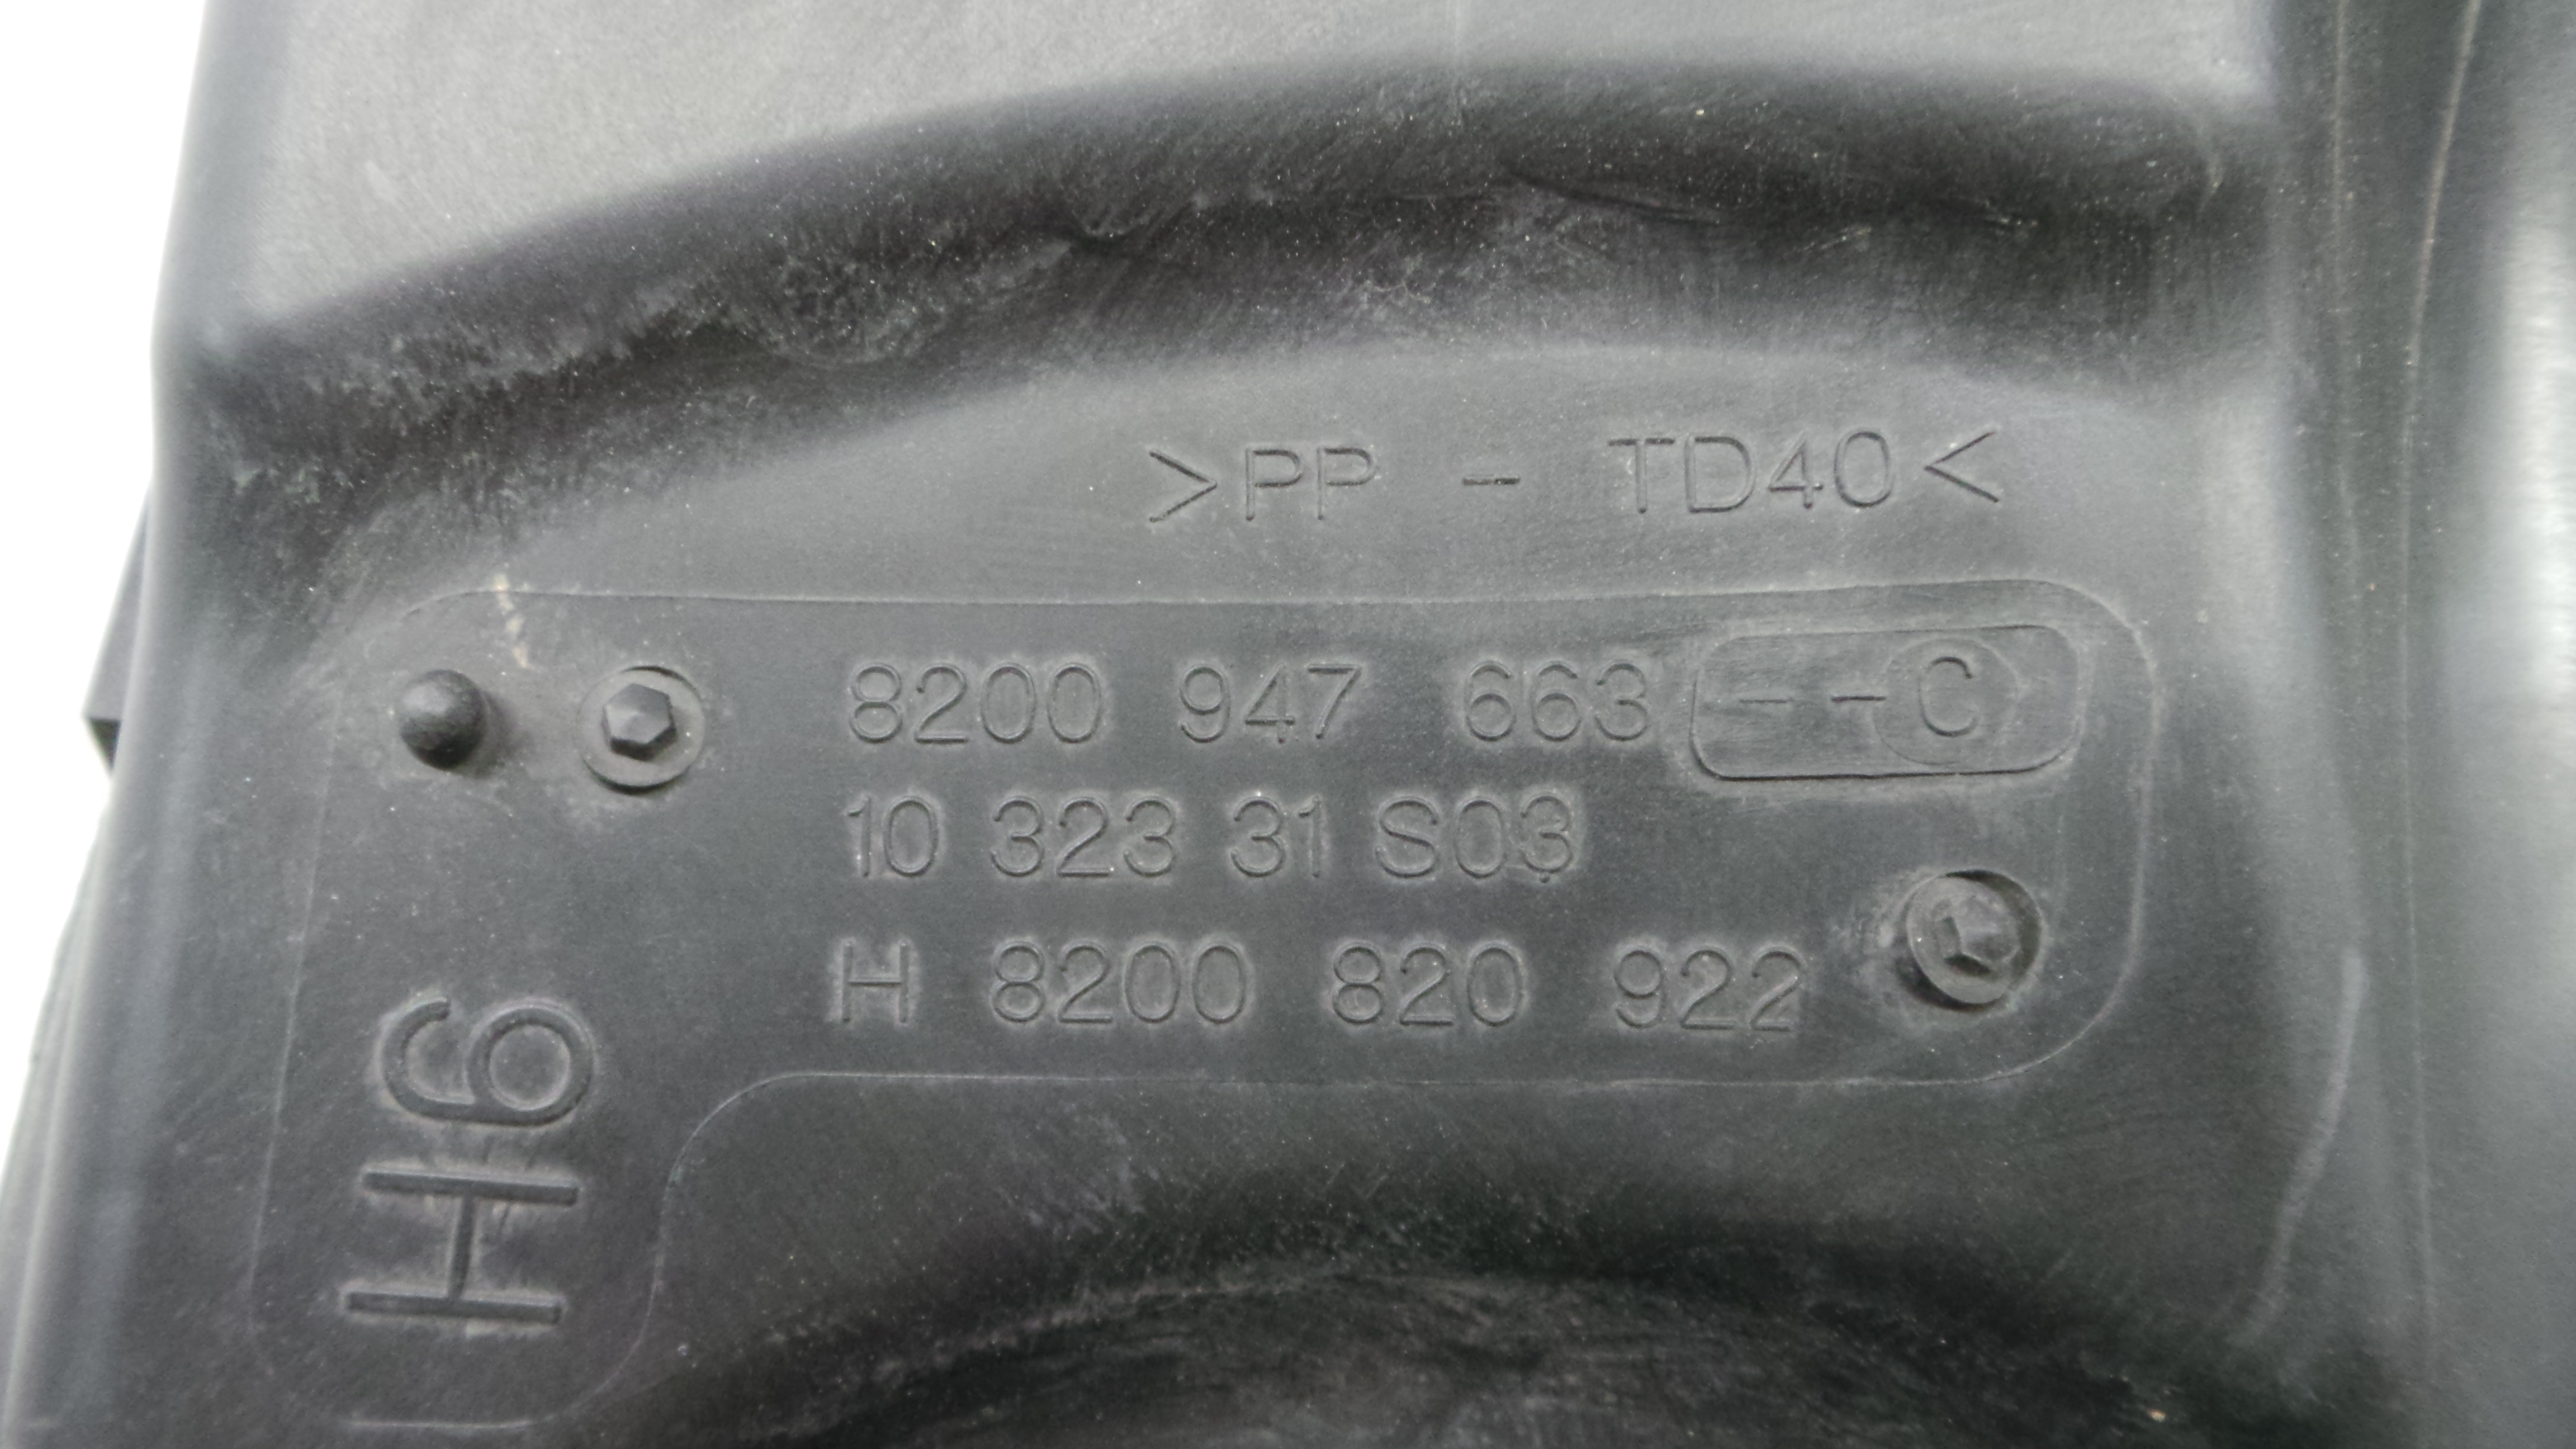 >PP - TD40<
8200 947 663 --C
10 323 31 S03
H 8200 820 922
H6